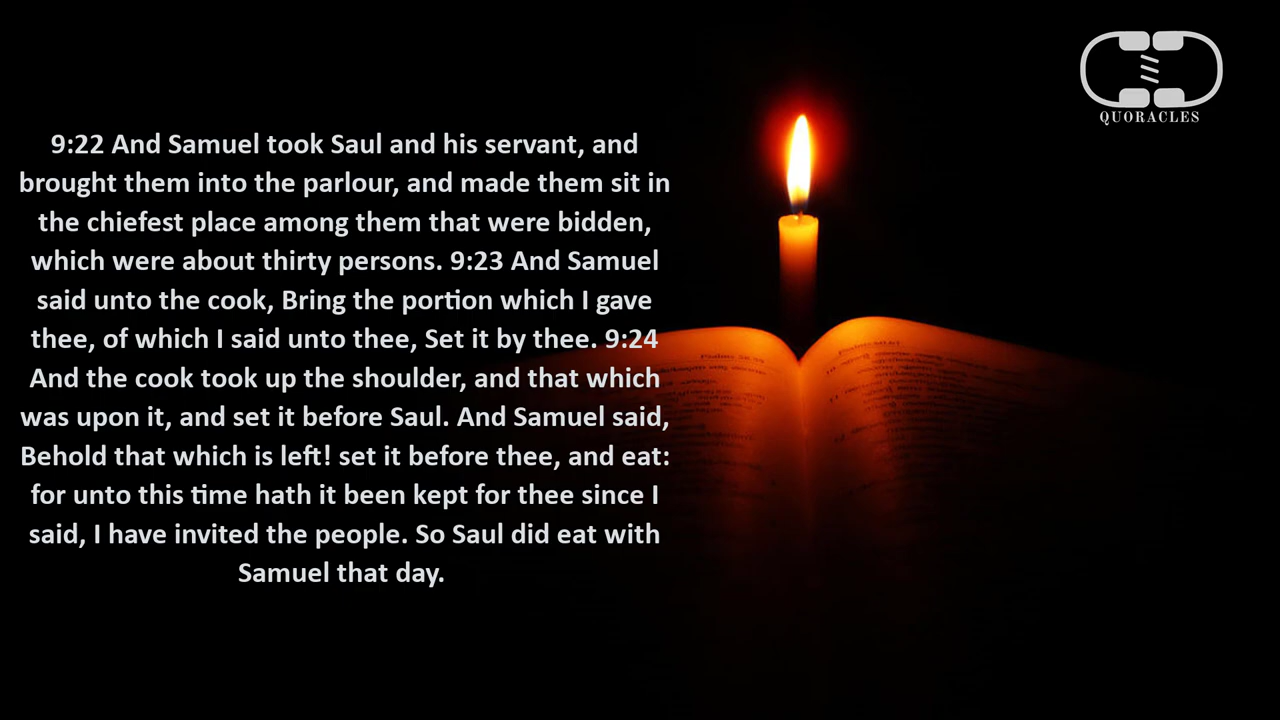 9:22 And Samuel took Saul and his servant, and
brought them into the parlour, and made them sit in
the chiefest place among them that were bidden,
which were about thirty persons. 9:23 And Samuel
said unto the cook, Bring the portion which I gave
thee, of which I said unto thee, Set it by thee. 9:24
And the cook took up the shoulder, and that which
was upon it, and set it before Saul. And Samuel said,
Behold that which is left! set it before thee, and eat:
for unto this time hath it been kept for thee since I
said, I have invited the people. So Saul did eat with
Samuel that day.
QUORACLES